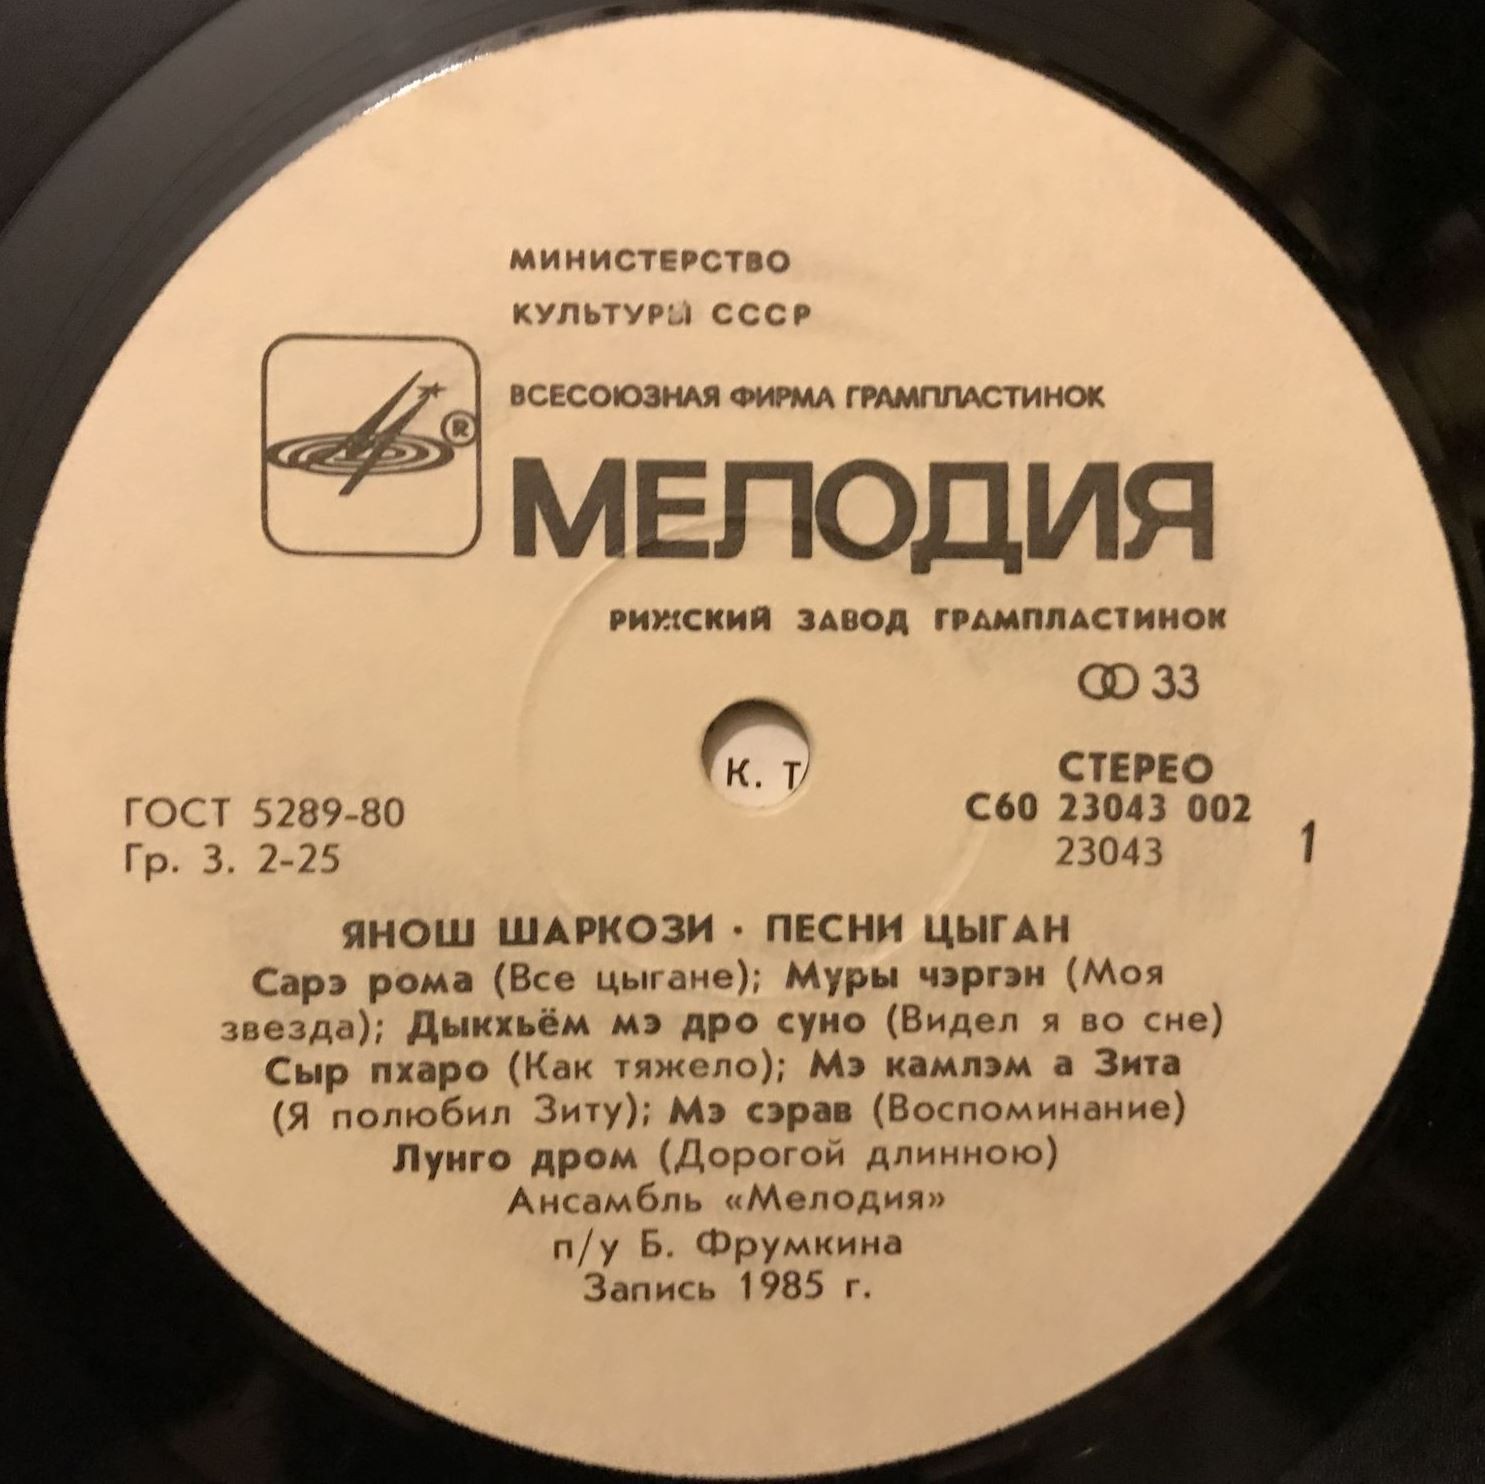 МИНИСТЕРСТВО
КУЛЬТУРЫ СССР
ВСЕСОЮЗНАЯ ФИРМА ГРАМПЛАСТИНОК
®
МЕЛОДИЯ
РИЖСКИЙ ЗАВОД ГРАМПЛАСТИНОК
33
К. Т
СТЕРЕО
ГОСТ 5289-80
С60 23043 002
Гр. 3. 2-25
23043
1
ЯНОШ ШАРКОЗИ · ПЕСНИ ЦЫГАН
Сарэ рома (Все цыгане); Муры чэргэн (Моя
звезда); Дыкхьём мэ дро суно (Видел я во сне)
Сыр пхаро (Как тяжело); Мэ камлэм а Зита
(Я полюбил Зиту); Мэ сэрав (Воспоминание)
Лунго дром (Дорогой длинною)
Ансамбль «Мелодия»
п/у Б. Фрумкина
Запись 1985 г.